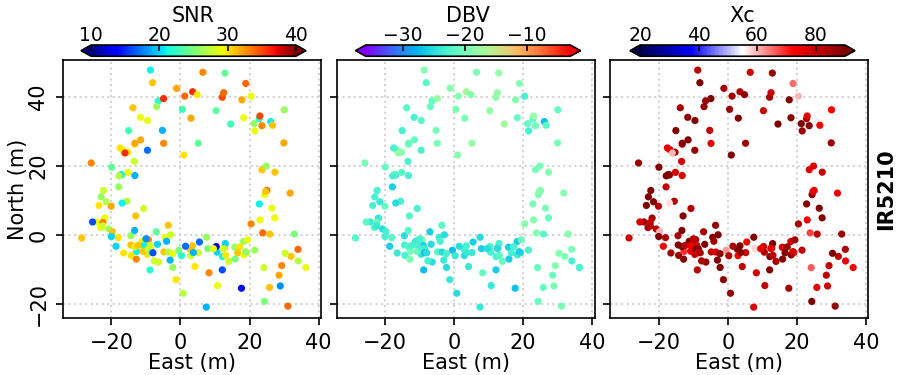 SNR DBV Xc
10 20 30 40 −30 −20 −10 20 40 60 80
North (m)
40
20
0
−20
−20 0 20 40 −20 0 20 40 −20 0 20 40
East (m) East (m) East (m)
IR5210